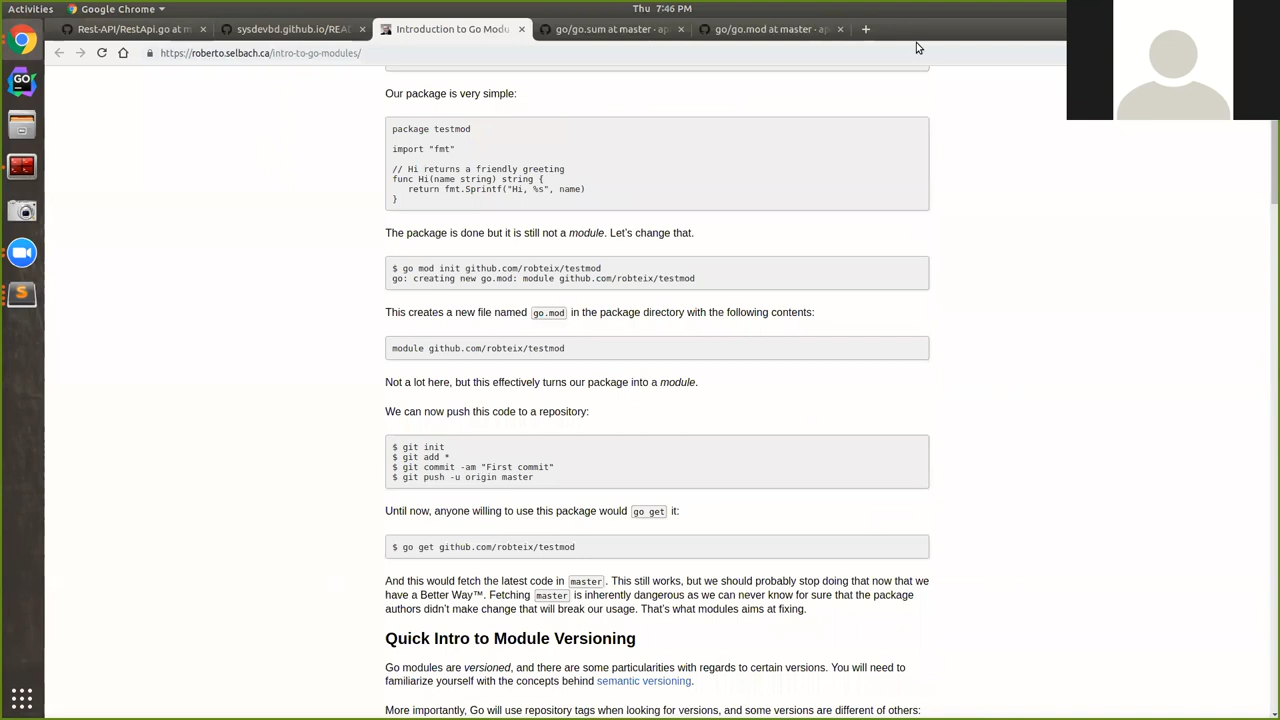 Activities
Google Chrome
Thu 7:46 PM
Rest-API/RestApi.go at m
sysdevbd.github.io/REA
Introduction to Go Modu
go/go.sum at master · ap
go/go.mod at master · ap
https://roberto.selbach.ca/intro-to-go-modules/
Our package is very simple:
package testmod
import "fmt"
// Hi returns a friendly greeting
func Hi(name string) string {
return fmt.Sprintf("Hi, %s", name)
}
The package is done but it is still not a module. Let's change that.
$ go mod init github.com/robteix/testmod
go: creating new go.mod: module github.com/robteix/testmod
This creates a new file named go.mod in the package directory with the following contents:
module github.com/robteix/testmod
Not a lot here, but this effectively turns our package into a module.
We can now push this code to a repository:
$ git init
$ git add *
$ git commit -am "First commit"
$ git push -u origin master
Until now, anyone willing to use this package would go get it:
$ go get github.com/robteix/testmod
And this would fetch the latest code in master. This still works, but we should probably stop doing that now that we
have a Better Way™. Fetching master is inherently dangerous as we can never know for sure that the package
authors didn't make change that will break our usage. That's what modules aims at fixing.
Quick Intro to Module Versioning
Go modules are versioned, and there are some particularities with regards to certain versions. You will need to
familiarize yourself with the concepts behind semantic versioning.
More importantly, Go will use repository tags when looking for versions, and some versions are different of others: